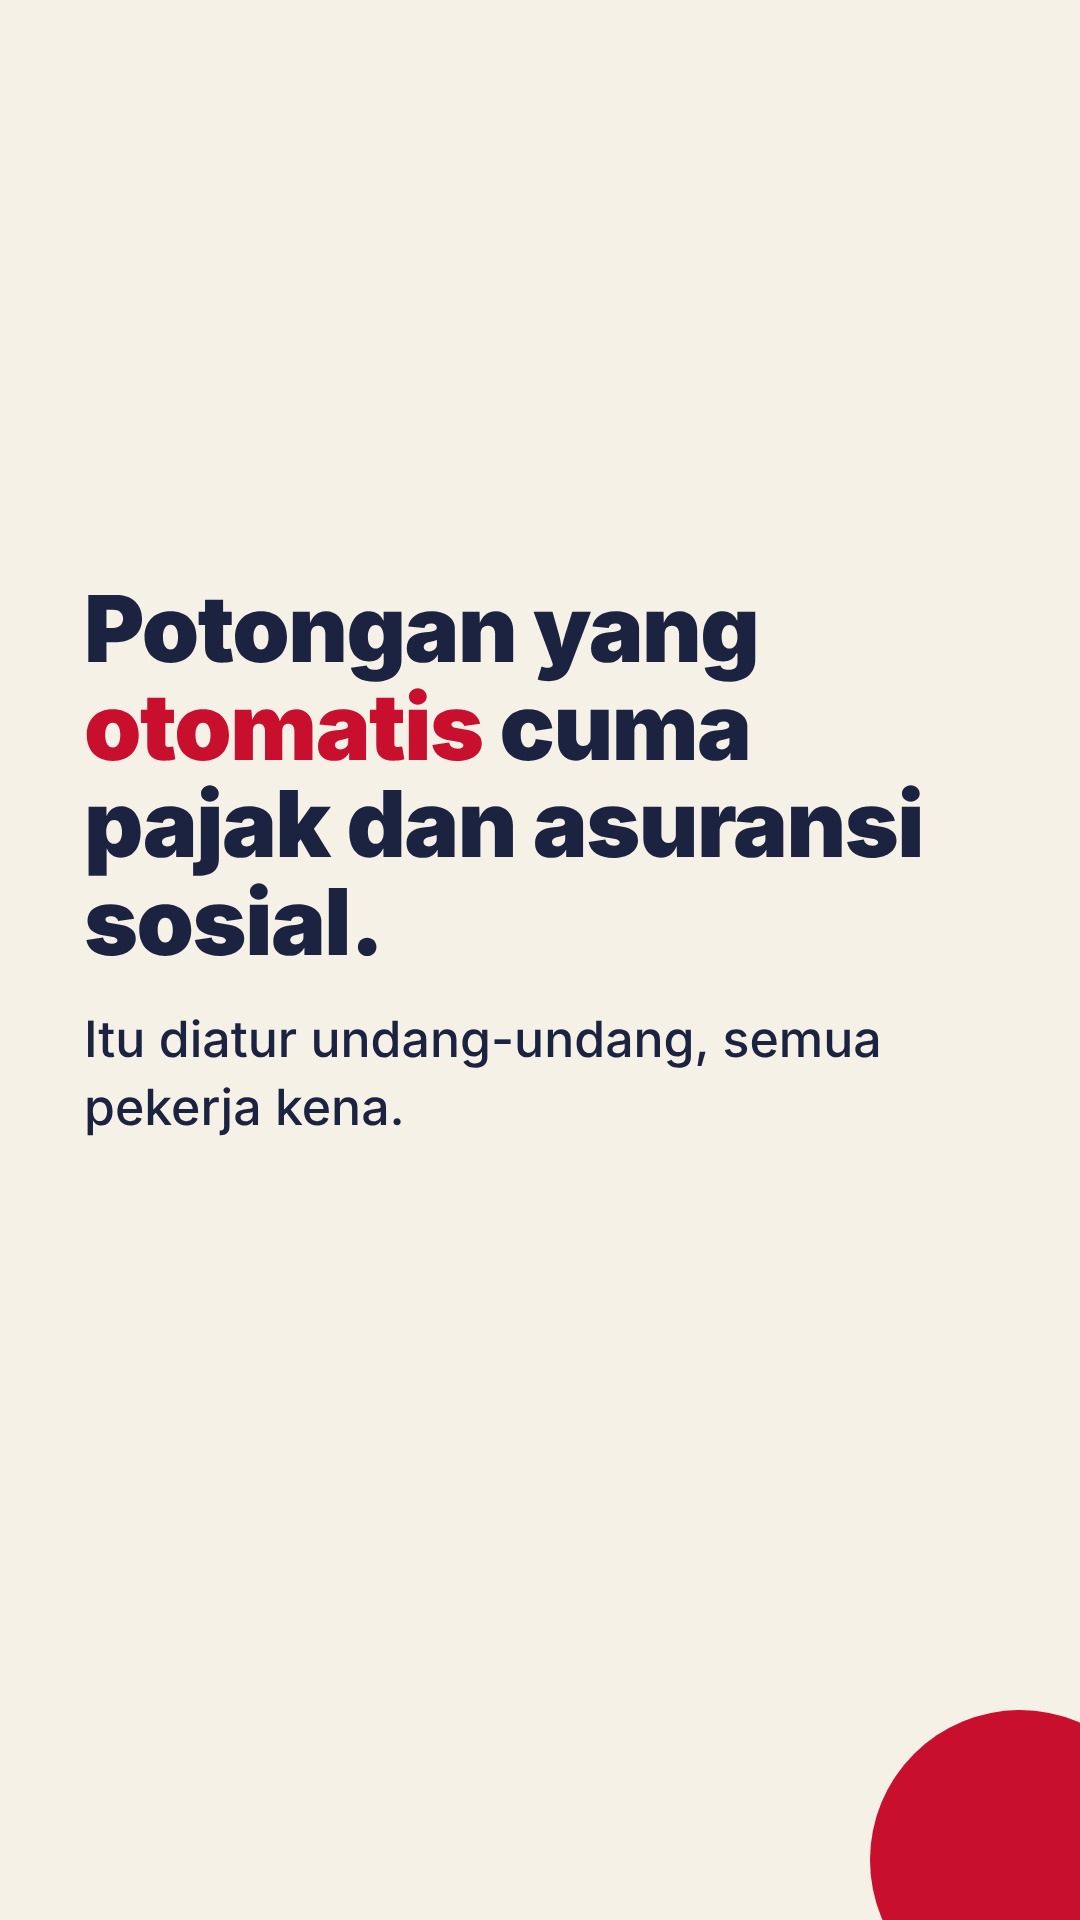 Potongan yang
otomatis cuma
pajak dan asuransi
sosial.
Itu diatur undang-undang, semua
pekerja kena.